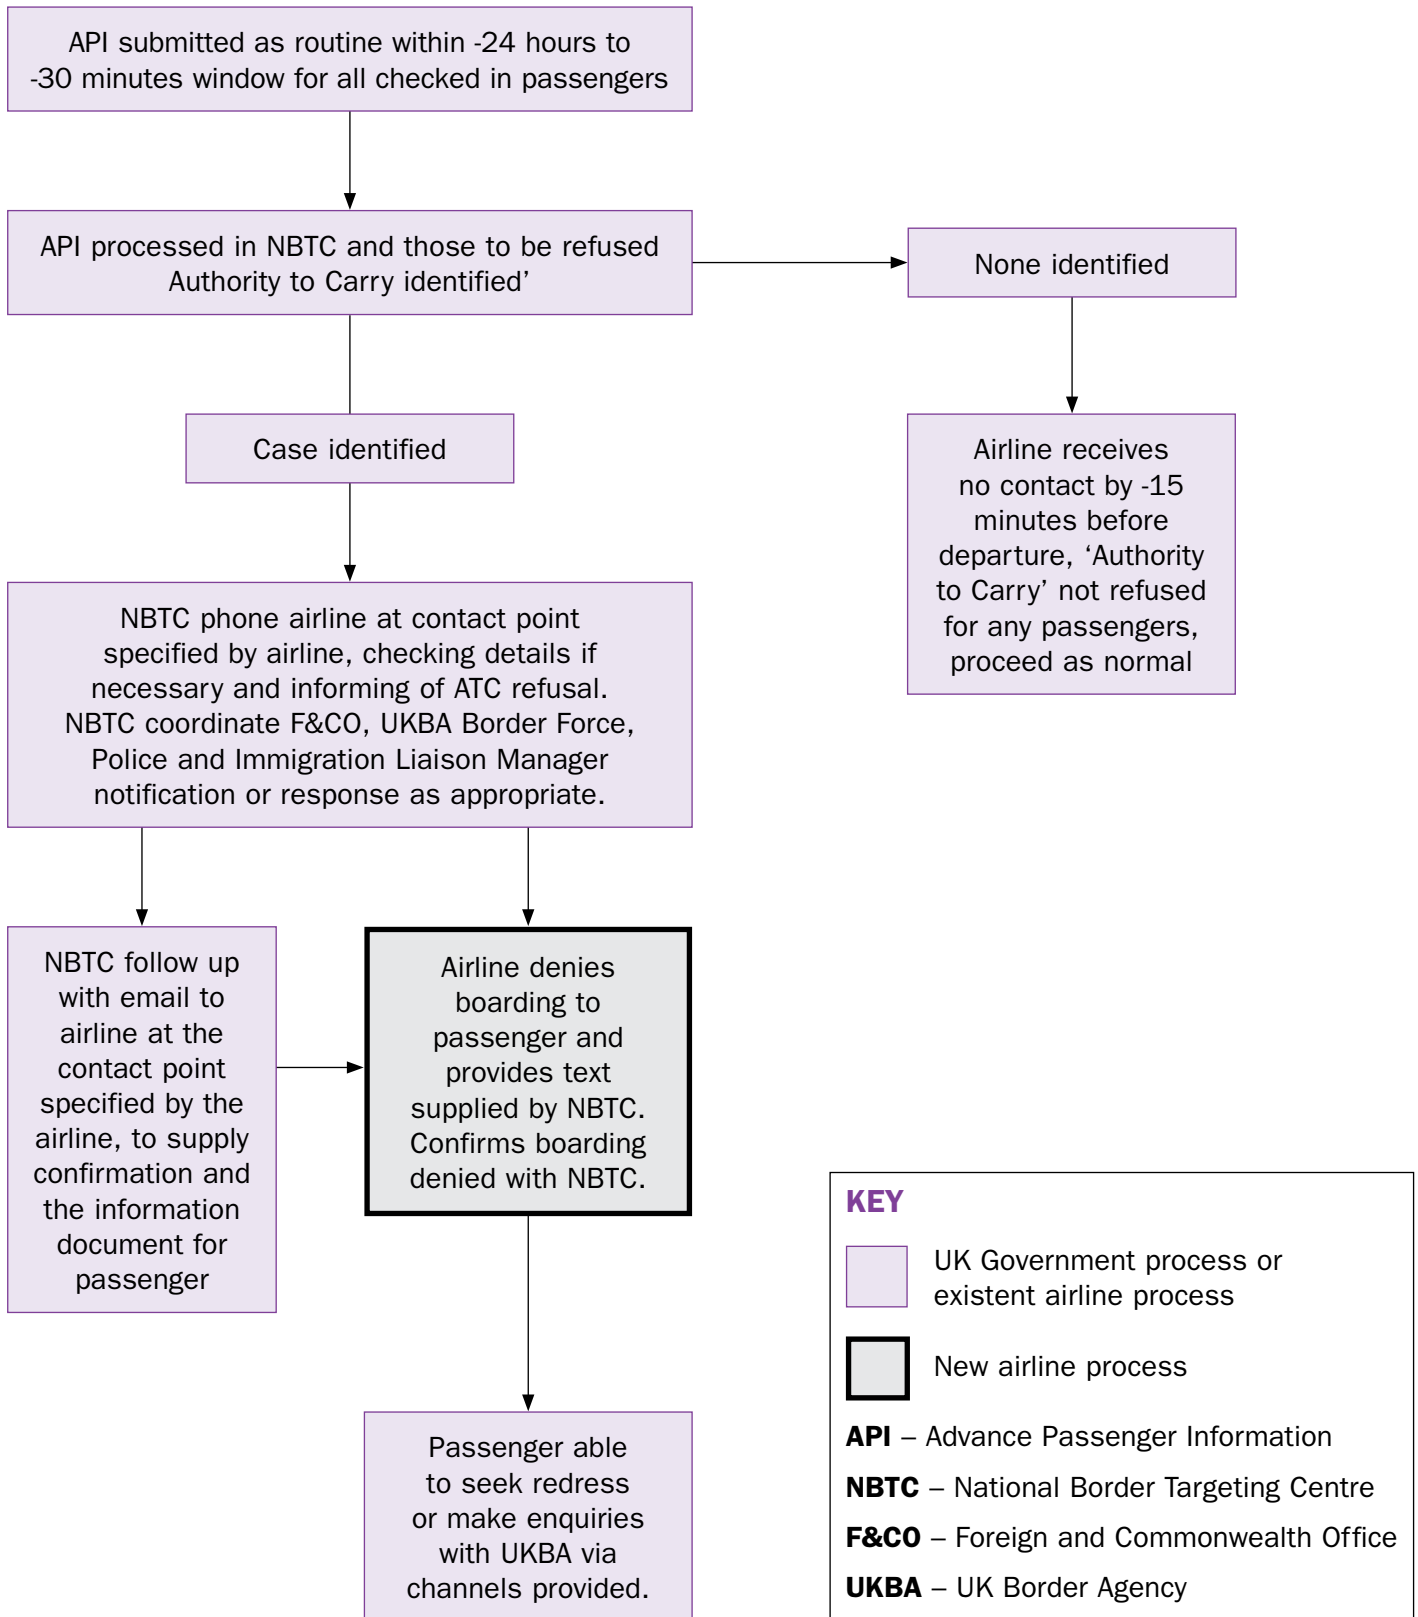 API submitted as routine within -24 hours to
-30 minutes window for all checked in passengers
API processed in NBTC and those to be refused
Authority to Carry identified’
None identified
Case identified
Airline receives
no contact by -15
minutes before
departure, ‘Authority
to Carry’ not refused
for any passengers,
proceed as normal
NBTC phone airline at contact point
specified by airline, checking details if
necessary and informing of ATC refusal.
NBTC coordinate F&CO, UKBA Border Force,
Police and Immigration Liaison Manager
notification or response as appropriate.
NBTC follow up
with email to
airline at the
contact point
specified by the
airline, to supply
confirmation and
the information
document for
passenger
Airline denies
boarding to
passenger and
provides text
supplied by NBTC.
Confirms boarding
denied with NBTC.
Passenger able
to seek redress
or make enquiries
with UKBA via
channels provided.
KEY
UK Government process or
existent airline process
New airline process
API – Advance Passenger Information
NBTC – National Border Targeting Centre
F&CO – Foreign and Commonwealth Office
UKBA – UK Border Agency